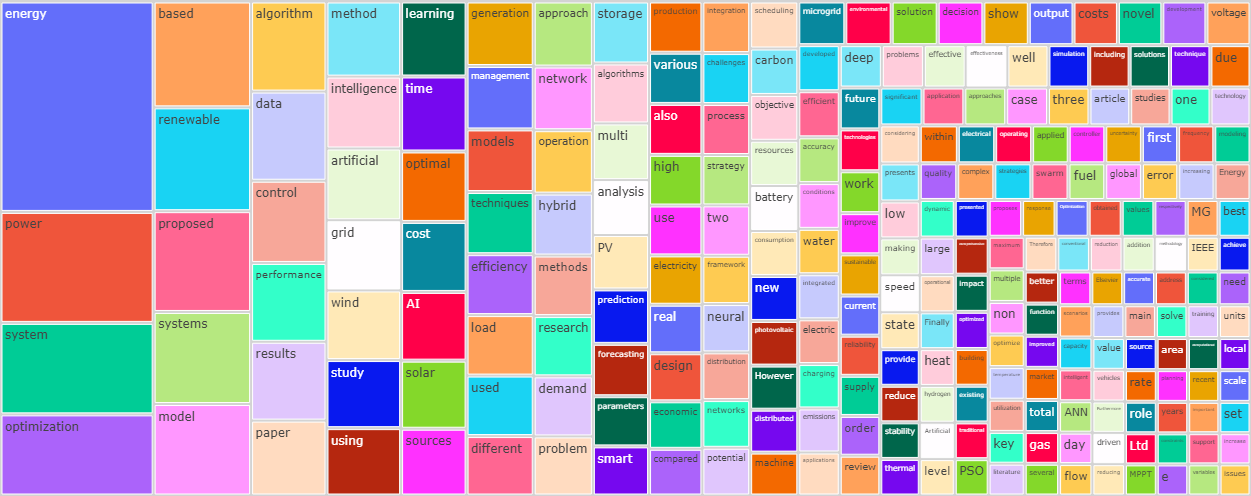 energy
power
system
optimization
based
renewable
proposed
systems
model
algorithm
data
control
performance
results
paper
method
intelligence
artificial
grid
wind
study
using
learning
time
optimal
cost
AI
solar
sources
generation
management
models
techniques
efficiency
load
used
different
approach
network
operation
hybrid
methods
research
demand
problem
storage
algorithms
multi
analysis
PV
prediction
forecasting
parameters
smart
production
various
also
high
use
electricity
real
design
economic
compared
integration
challenges
process
strategy
two
framework
neural
distribution
networks
potential
scheduling
carbon
objective
resources
battery
consumption
new
photovoltaic
However
distributed
machine
microgrid
developed
efficient
accuracy
conditions
water
integrated
electric
charging
emissions
applications
environmental
deep
future
technologies
work
improve
sustainable
current
reliability
supply
order
review
solution
decision
show
output
costs
novel
development
voltage
problems
effective
effectiveness
well
simulation
including
solutions
technique
due
significant
application
approaches
case
three
article
studies
one
technology
considering
within
electrical
operating
applied
controller
uncertainty
first
frequency
modeling
presents
quality
complex
strategies
swarm
fuel
global
error
increasing
Energy
low
making
speed
state
provide
reduce
stability
thermal
dynamic
large
operational
Finally
heat
hydrogen
Artificial
level
presented
comprehensive
impact
optimized
building
existing
traditional
PSO
purpose
response
Optimization
obtained
values
MG
best
maximum
Therefore
conventional
reduction
addition
methodology
IEEE
achieve
multiple
better
terms
Elsevier
accurate
address
need
non
function
scenarios
provides
main
solve
training
units
optimize
improved
capacity
value
source
area
local
temperature
market
intelligent
vehicles
rate
planning
recent
scale
utilization
total
ANN
Furthermore
role
years
important
set
key
gas
day
driven
Ltd
support
increase
literature
several
flow
reducing
MPPT
e
variables
issues